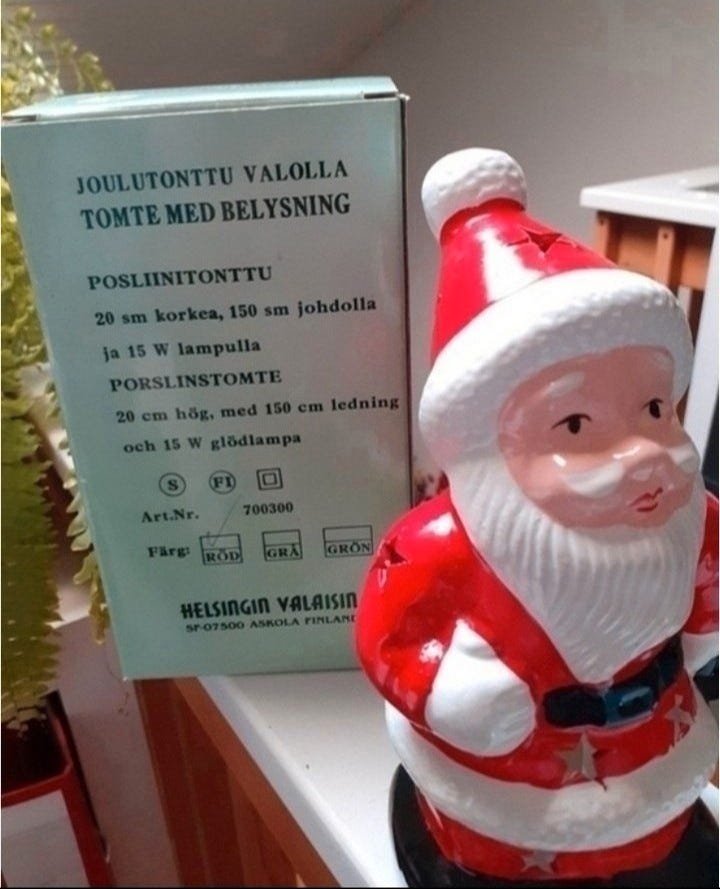 JOULUTONTTU VALOLLA
TOMTE MED BELYSNING
POSLIINITONTTU
20 sm korkea, 150 sm johdolla
ja 15 W lampulla
PORSLINSTOMTE
20 cm hög, med 150 cm ledning
och 15 W glödlampa
S FI
Art.Nr. 700300
Färg: RÖD GRÅ GRÖN
HELSINGIN VALAISIN
SF-07500 ASKOLA FINLAND